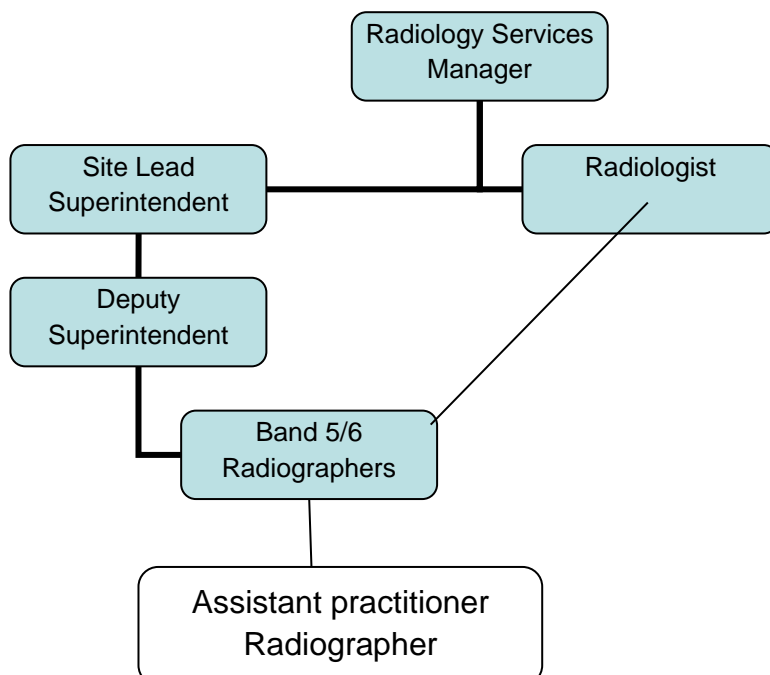 Radiology Services
Manager
Site Lead
Superintendent
Radiologist
Deputy
Superintendent
Band 5/6
Radiographers
Assistant practitioner
Radiographer